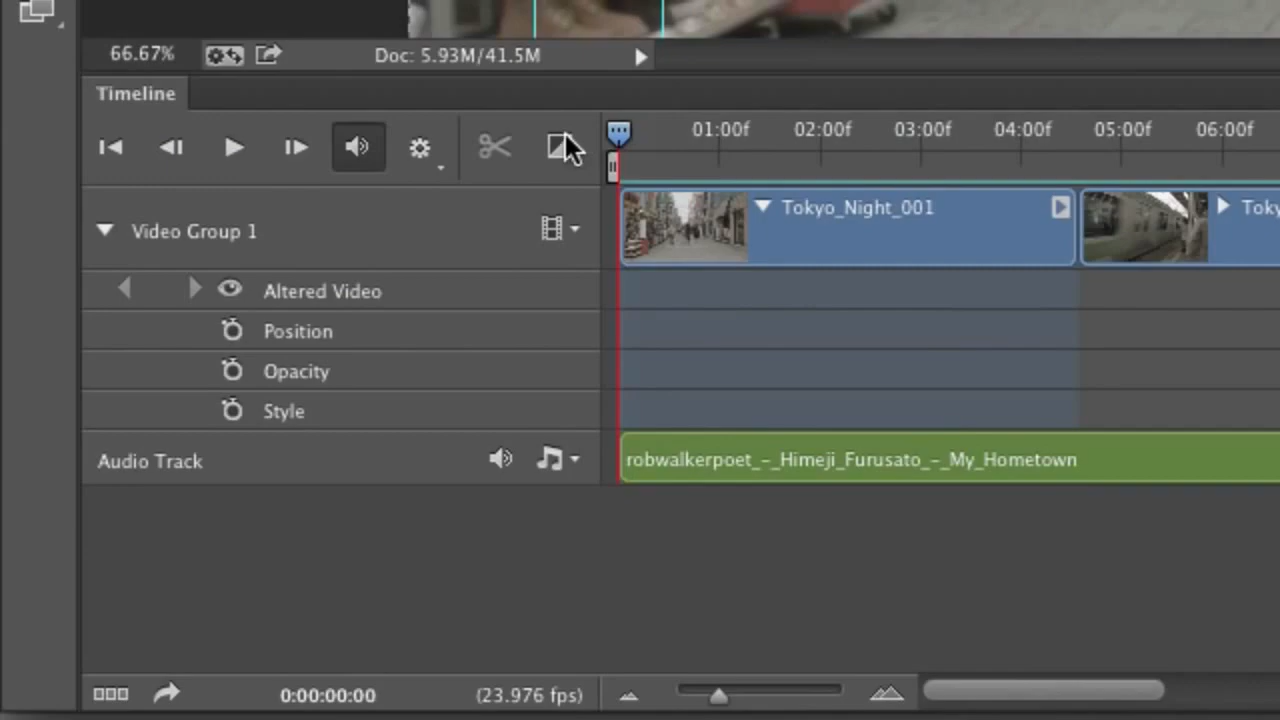 66.67%
Doc: 5.93M/41.5M
Timeline
01:00f 02:00f 03:00f 04:00f 05:00f 06:00f
Video Group 1
Tokyo_Night_001
Toky
Altered Video
Position
Opacity
Style
Audio Track
robwalkerpoet_-_Himeji_Furusato_-_My_Hometown
0:00:00:00 (23.976 fps)